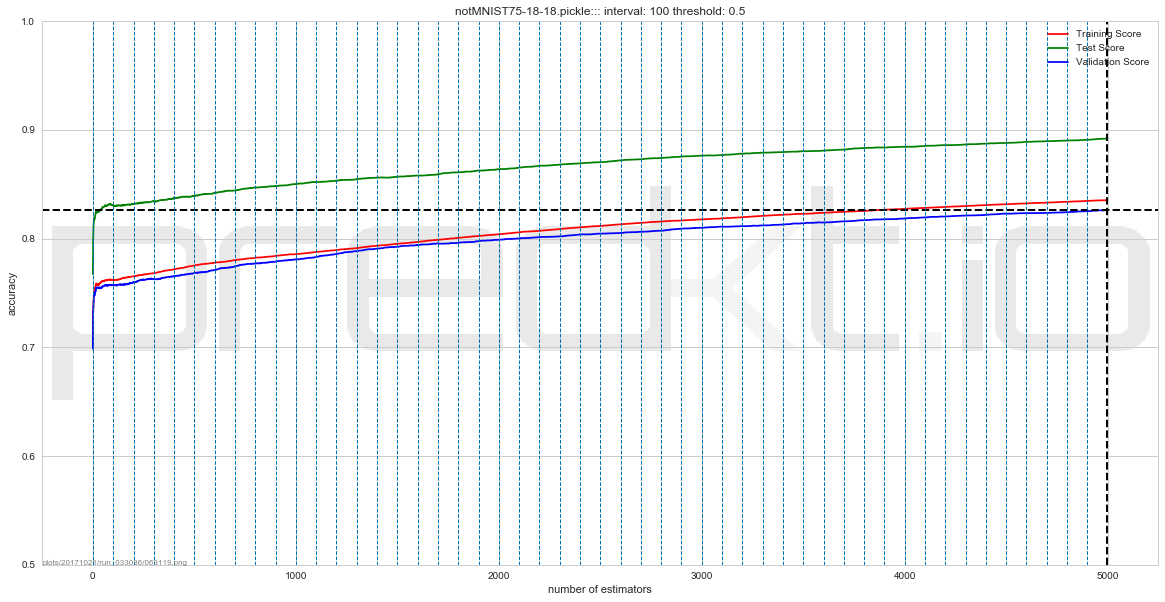 notMNIST75-18-18.pickle::: interval: 100 threshold: 0.5
1.0
Training Score
Test Score
Validation Score
0.9
0.8
accuracy
predkt.io
0.7
0.6
0.5
0
1000
2000
3000
4000
5000
number of estimators